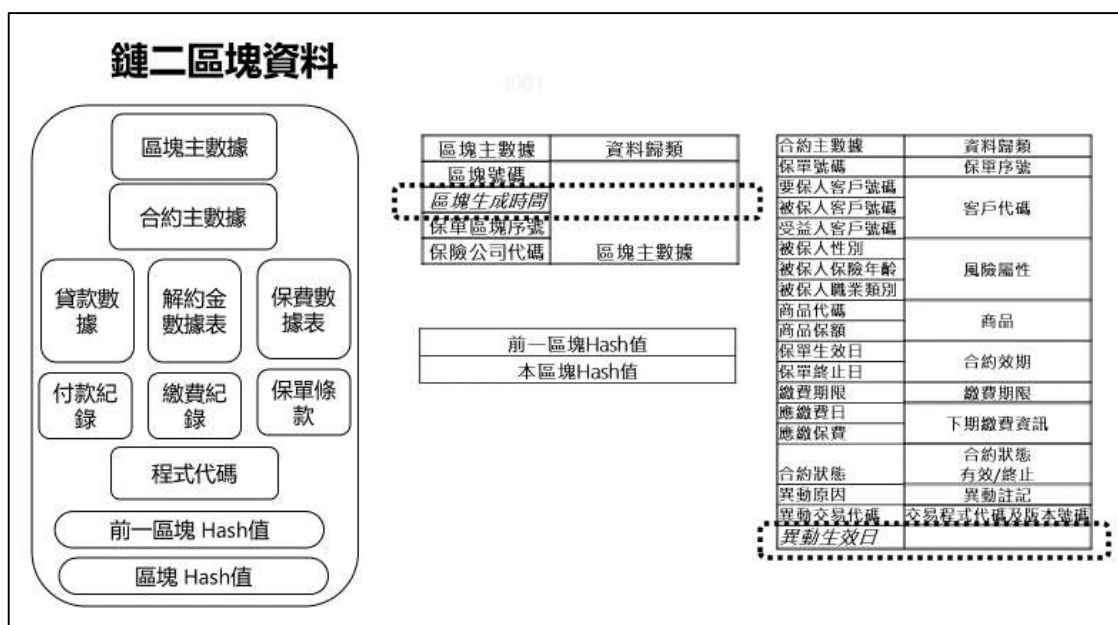 鏈二區塊資料
區塊主數據
合約主數據
貸款數
據
解約金
數據表
保費數
據表
付款紀
錄
繳費紀
錄
保單條
款
程式代碼
前一區塊 Hash值
區塊 Hash值
區塊主數據 資料歸類
區塊號碼
區塊生成時間
保單區塊序號
保險公司代碼 區塊主數據
前一區塊Hash值
本區塊Hash值
合約主數據 資料歸類
保單號碼 保單序號
要保人客戶號碼
被保人客戶號碼 客戶代碼
受益人客戶號碼
被保人性別
被保人保險年齡 風險屬性
被保人職業類別
商品代碼
商品保額 商品
保單生效日
保單終止日 合約效期
繳費期限 繳費期限
應繳費日
應繳保費 下期繳費資訊
合約狀態
合約狀態 有效/終止
異動原因 異動註記
異動交易代碼 交易程式代碼及版本號碼
異動生效日